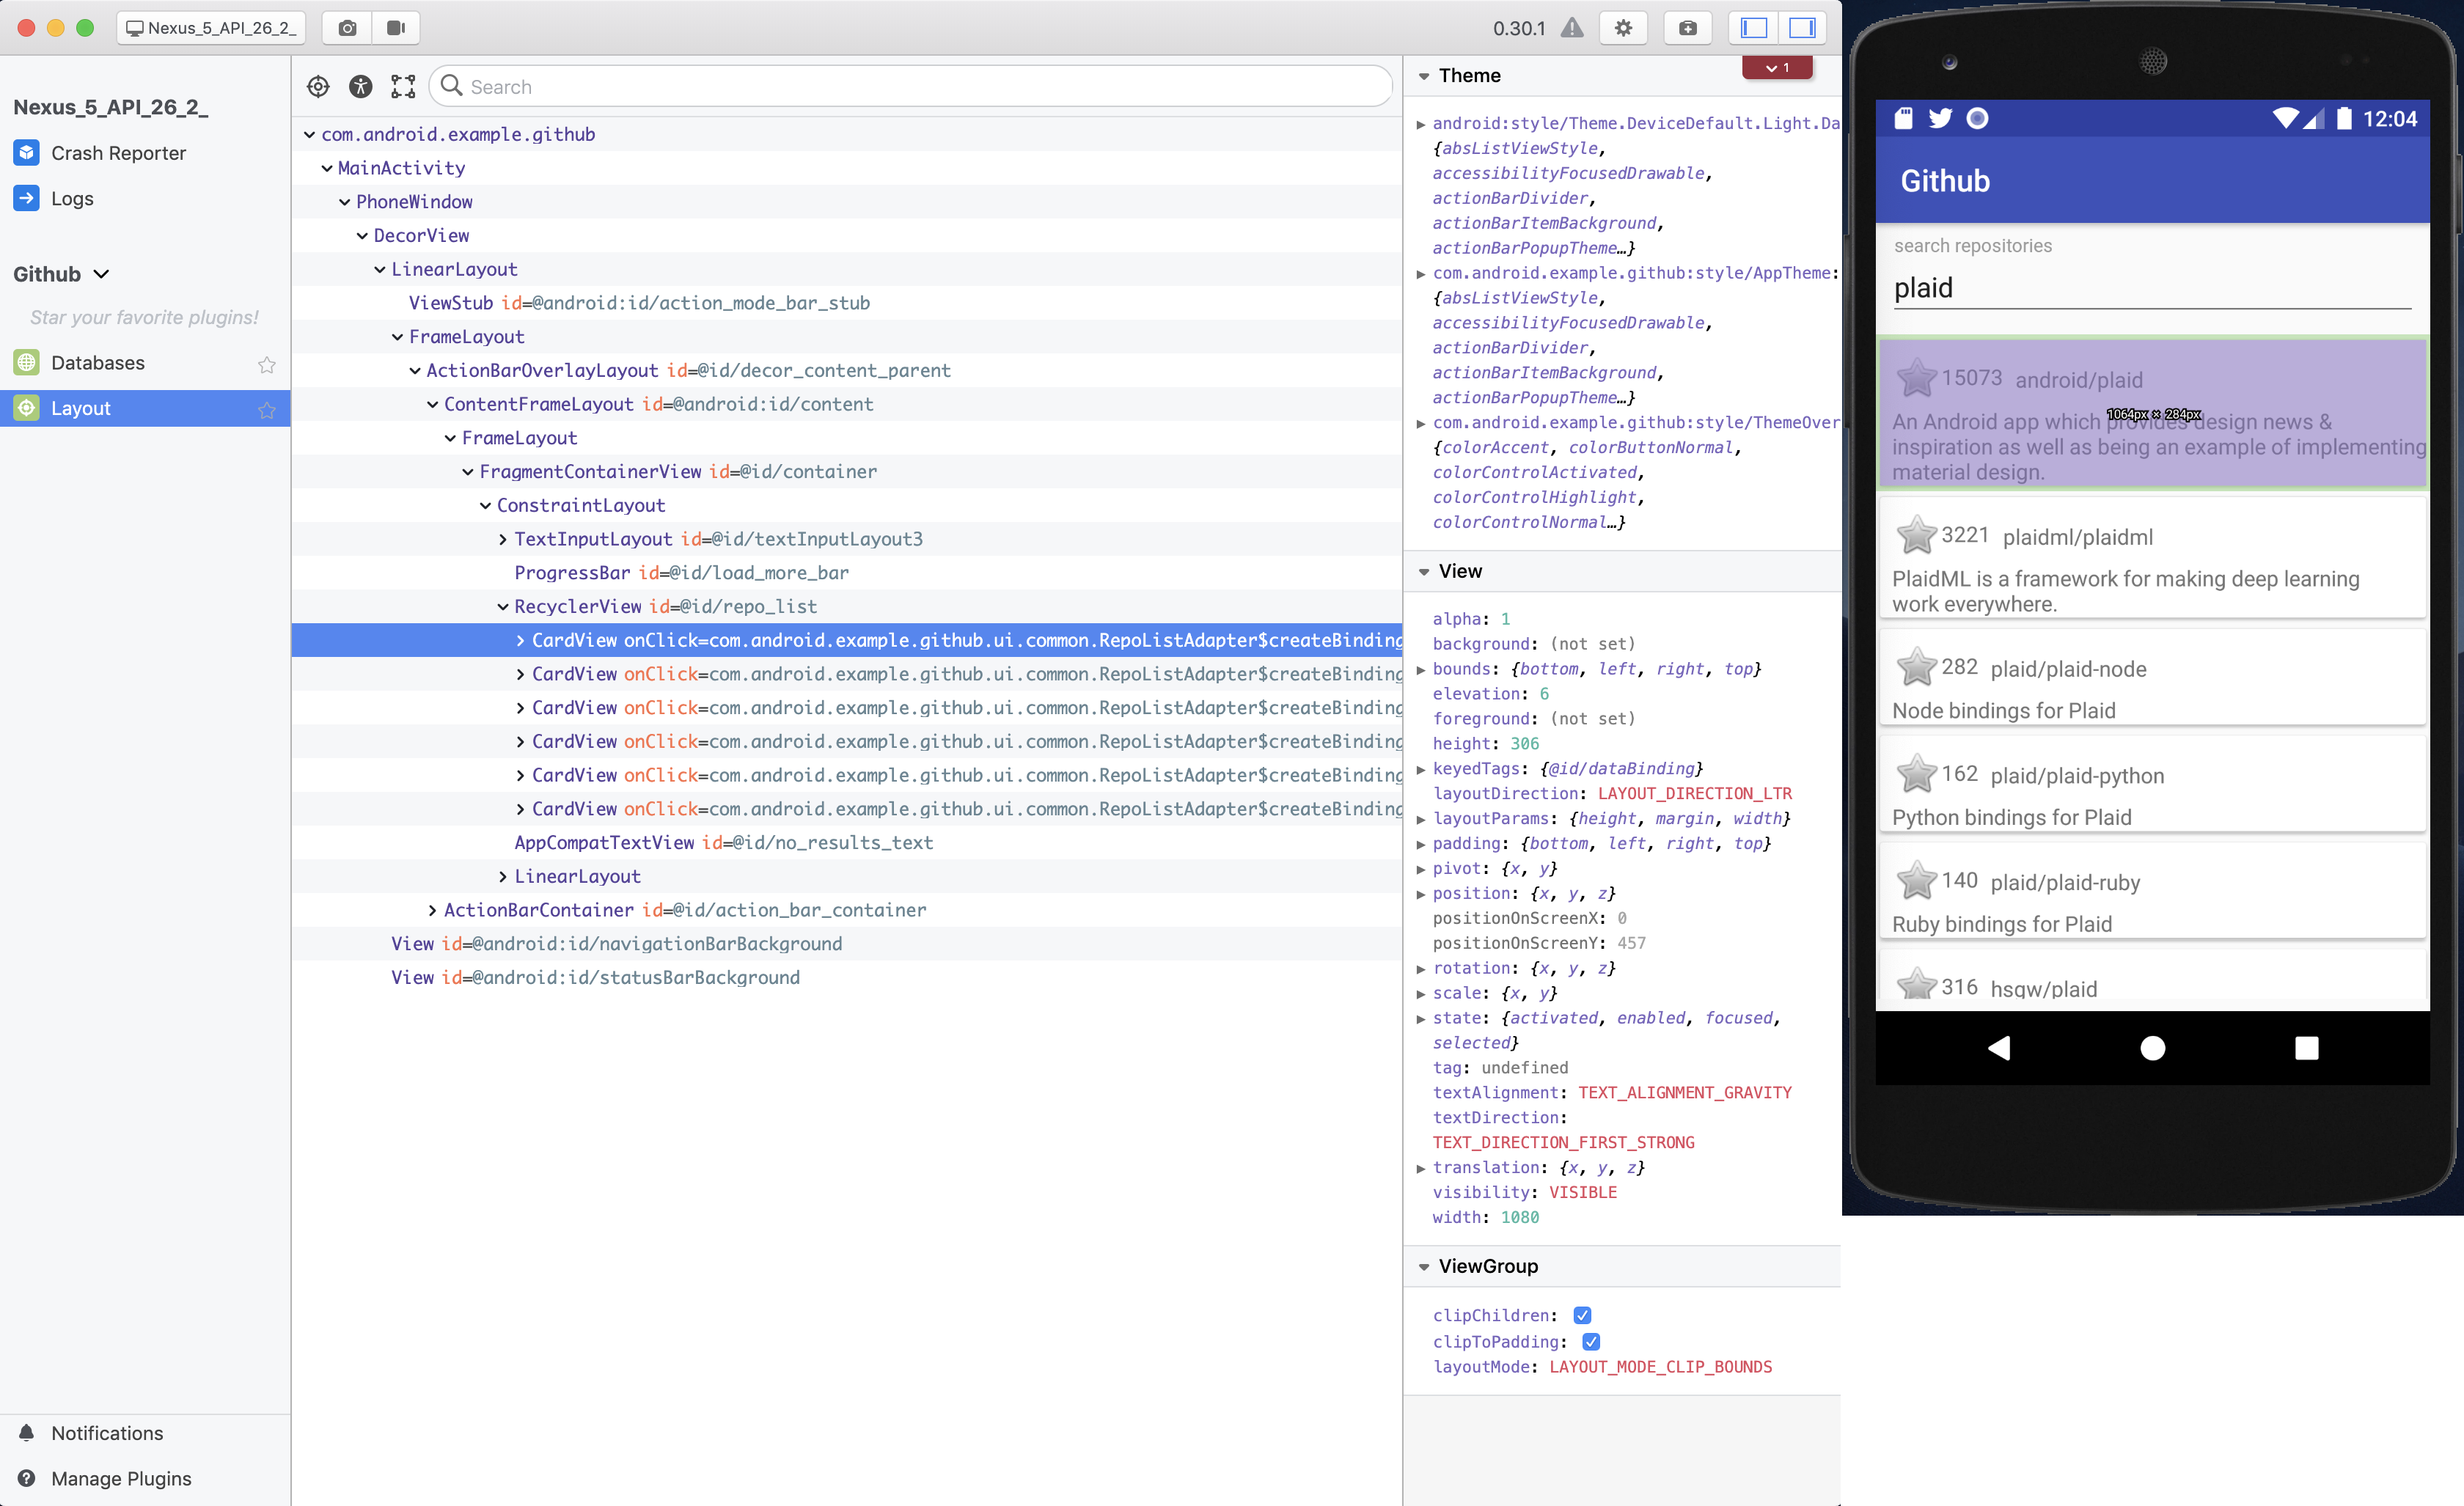 Nexus_5_API_26_2_
0.30.1
Nexus_5_API_26_2_
Crash Reporter
Logs
Github
Star your favorite plugins!
Databases
Layout
Notifications
Manage Plugins
Search
com.android.example.github
MainActivity
PhoneWindow
DecorView
LinearLayout
ViewStub id=@android:id/action_mode_bar_stub
FrameLayout
ActionBarOverlayLayout id=@id/decor_content_parent
ContentFrameLayout id=@android:id/content
FrameLayout
FragmentContainerView id=@id/container
ConstraintLayout
TextInputLayout id=@id/textInputLayout3
ProgressBar id=@id/load_more_bar
RecyclerView id=@id/repo_list
CardView onClick=com.android.example.github.ui.common.RepoListAdapter$createBinding
CardView onClick=com.android.example.github.ui.common.RepoListAdapter$createBinding
CardView onClick=com.android.example.github.ui.common.RepoListAdapter$createBinding
CardView onClick=com.android.example.github.ui.common.RepoListAdapter$createBinding
CardView onClick=com.android.example.github.ui.common.RepoListAdapter$createBinding
CardView onClick=com.android.example.github.ui.common.RepoListAdapter$createBinding
AppCompatTextView id=@id/no_results_text
LinearLayout
ActionBarContainer id=@id/action_bar_container
View id=@android:id/navigationBarBackground
View id=@android:id/statusBarBackground
Theme
1
android:style/Theme.DeviceDefault.Light.Da
{absListViewStyle,
accessibilityFocusedDrawable,
actionBarDivider,
actionBarItemBackground,
actionBarPopupTheme…}
com.android.example.github:style/AppTheme:
{absListViewStyle,
accessibilityFocusedDrawable,
actionBarDivider,
actionBarItemBackground,
actionBarPopupTheme…}
com.android.example.github:style/ThemeOver
{colorAccent, colorButtonNormal,
colorControlActivated,
colorControlHighlight,
colorControlNormal…}
View
alpha: 1
background: (not set)
bounds: {bottom, left, right, top}
elevation: 6
foreground: (not set)
height: 306
keyedTags: {@id/dataBinding}
layoutDirection: LAYOUT_DIRECTION_LTR
layoutParams: {height, margin, width}
padding: {bottom, left, right, top}
pivot: {x, y}
position: {x, y, z}
positionOnScreenX: 0
positionOnScreenY: 457
rotation: {x, y, z}
scale: {x, y}
state: {activated, enabled, focused,
selected}
tag: undefined
textAlignment: TEXT_ALIGNMENT_GRAVITY
textDirection:
TEXT_DIRECTION_FIRST_STRONG
translation: {x, y, z}
visibility: VISIBLE
width: 1080
ViewGroup
clipChildren:
clipToPadding:
layoutMode: LAYOUT_MODE_CLIP_BOUNDS
12:04
Github
search repositories
plaid
15073 android/plaid
1064px × 284px
An Android app which provides design news &
inspiration as well as being an example of implementing
material design.
3221 plaidml/plaidml
PlaidML is a framework for making deep learning
work everywhere.
282 plaid/plaid-node
Node bindings for Plaid
162 plaid/plaid-python
Python bindings for Plaid
140 plaid/plaid-ruby
Ruby bindings for Plaid
316 hsgw/plaid